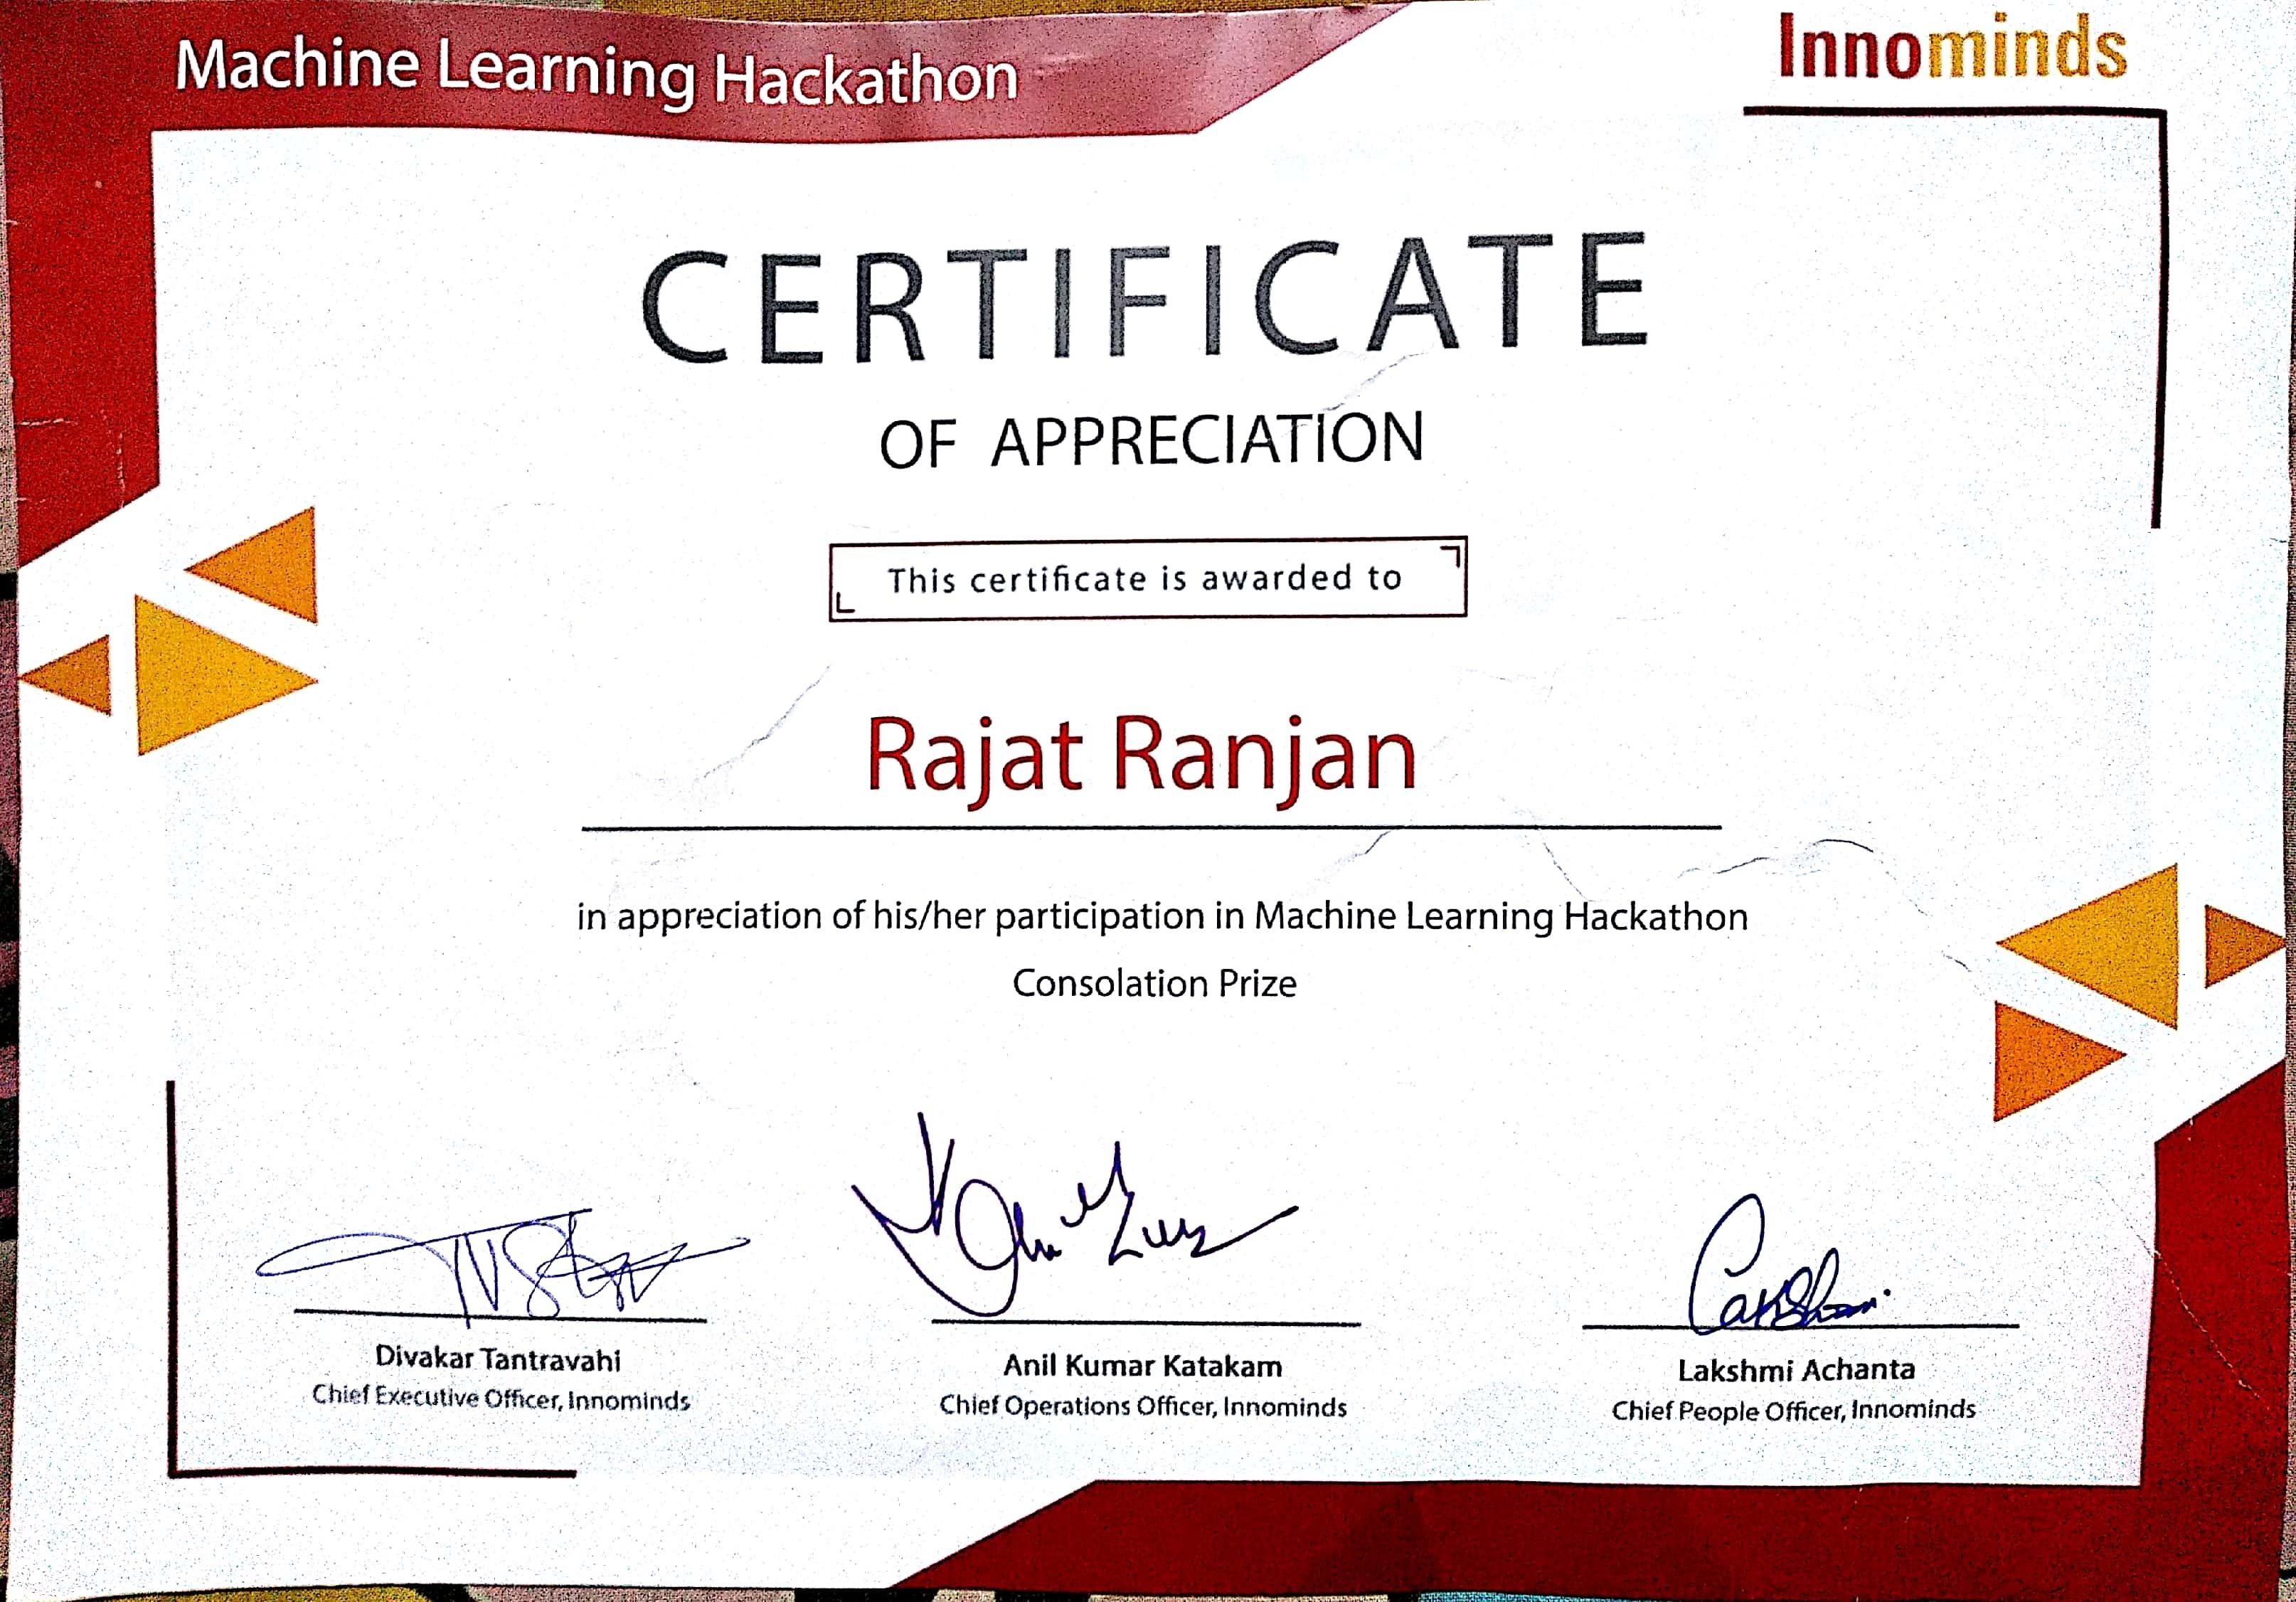 Machine Learning Hackathon
Innominds
CERTIFICATE
OF APPRECIATION
This certificate is awarded to
Rajat Ranjan
in appreciation of his/her participation in Machine Learning Hackathon
Consolation Prize
Divakar Tantravahi
Chief Executive Officer, Innominds
Anil Kumar Katakam
Chief Operations Officer, Innominds
Lakshmi Achanta
Chief People Officer, Innominds